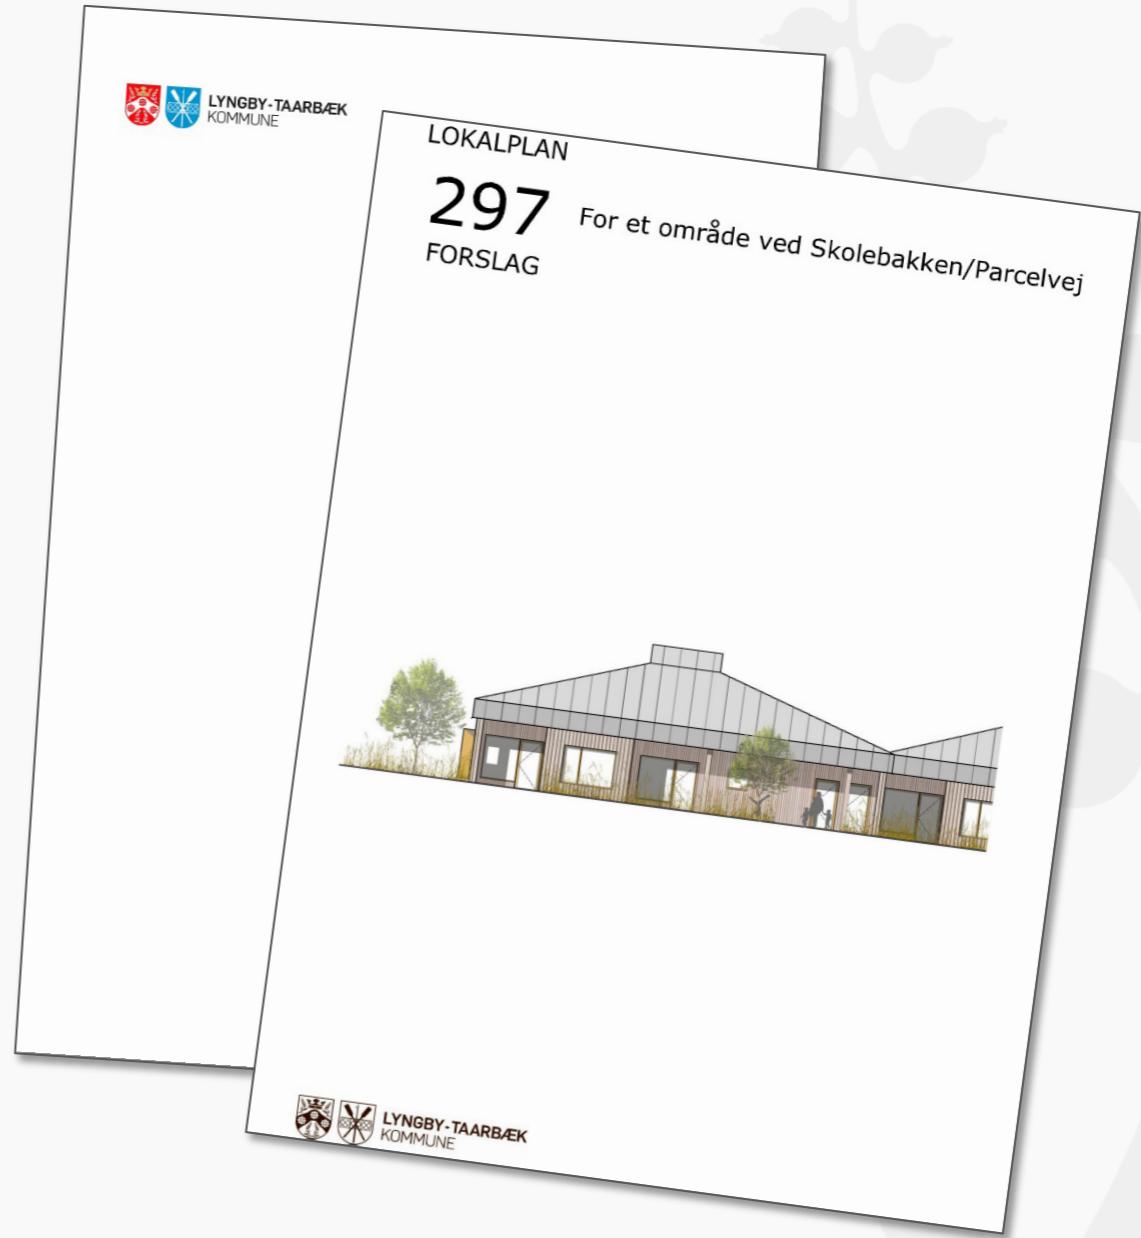 LYNGBY-TAARBÆK
KOMMUNE
LOKALPLAN
297
For et område ved Skolebakken/Parcelvej
FORSLAG
LYNGBY-TAARBÆK
KOMMUNE